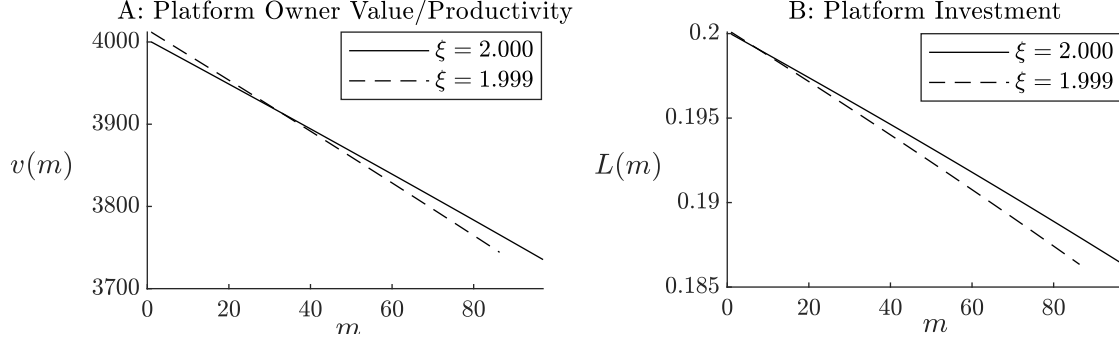 A: Platform Owner Value/Productivity
ξ = 2.000
ξ = 1.999
4000
3900
3800
3700
v(m)
0 20 40 60 80
m
B: Platform Investment
ξ = 2.000
ξ = 1.999
0.2
0.195
0.19
0.185
L(m)
0 20 40 60 80
m